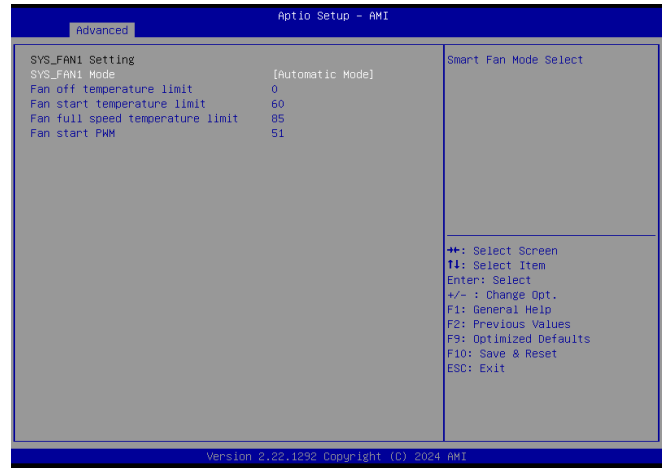 Aptio Setup – AMI
Advanced
SYS_FAN1 Setting
SYS_FAN1 Mode [Automatic Mode]
Fan off temperature limit 0
Fan start temperature limit 60
Fan full speed temperature limit 85
Fan start PWM 51
Smart Fan Mode Select
→←: Select Screen
↑↓: Select Item
Enter: Select
+/- : Change Opt.
F1: General Help
F2: Previous Values
F9: Optimized Defaults
F10: Save & Reset
ESC: Exit
Version 2.22.1292 Copyright (C) 2024 AMI